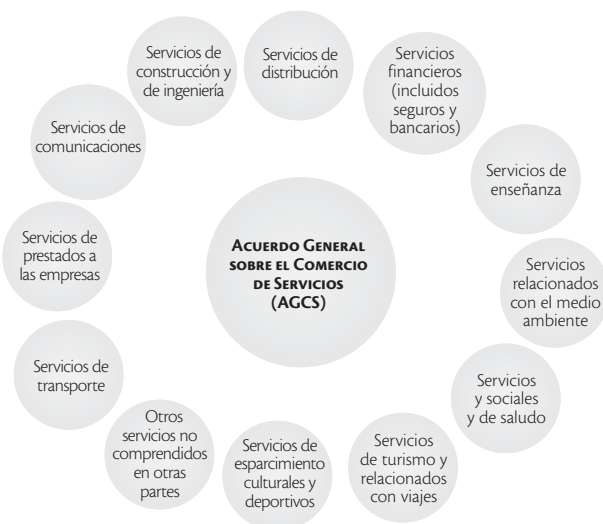 Servicios de
construcción y
de ingeniería
Servicios de
distribución
Servicios
financieros
(incluidos
seguros y
bancarios)
Servicios de
comunicaciones
Servicios de
enseñanza
Servicios de
prestados a
las empresas
ACUERDO GENERAL
SOBRE EL COMERCIO
DE SERVICIOS
(AGCS)
Servicios
relacionados
con el medio
ambiente
Servicios de
transporte
Servicios
y sociales
y de saludo
Otros
servicios no
comprendidos
en otras
partes
Servicios de
esparcimiento
culturales y
deportivos
Servicios
de turismo y
relacionados
con viajes